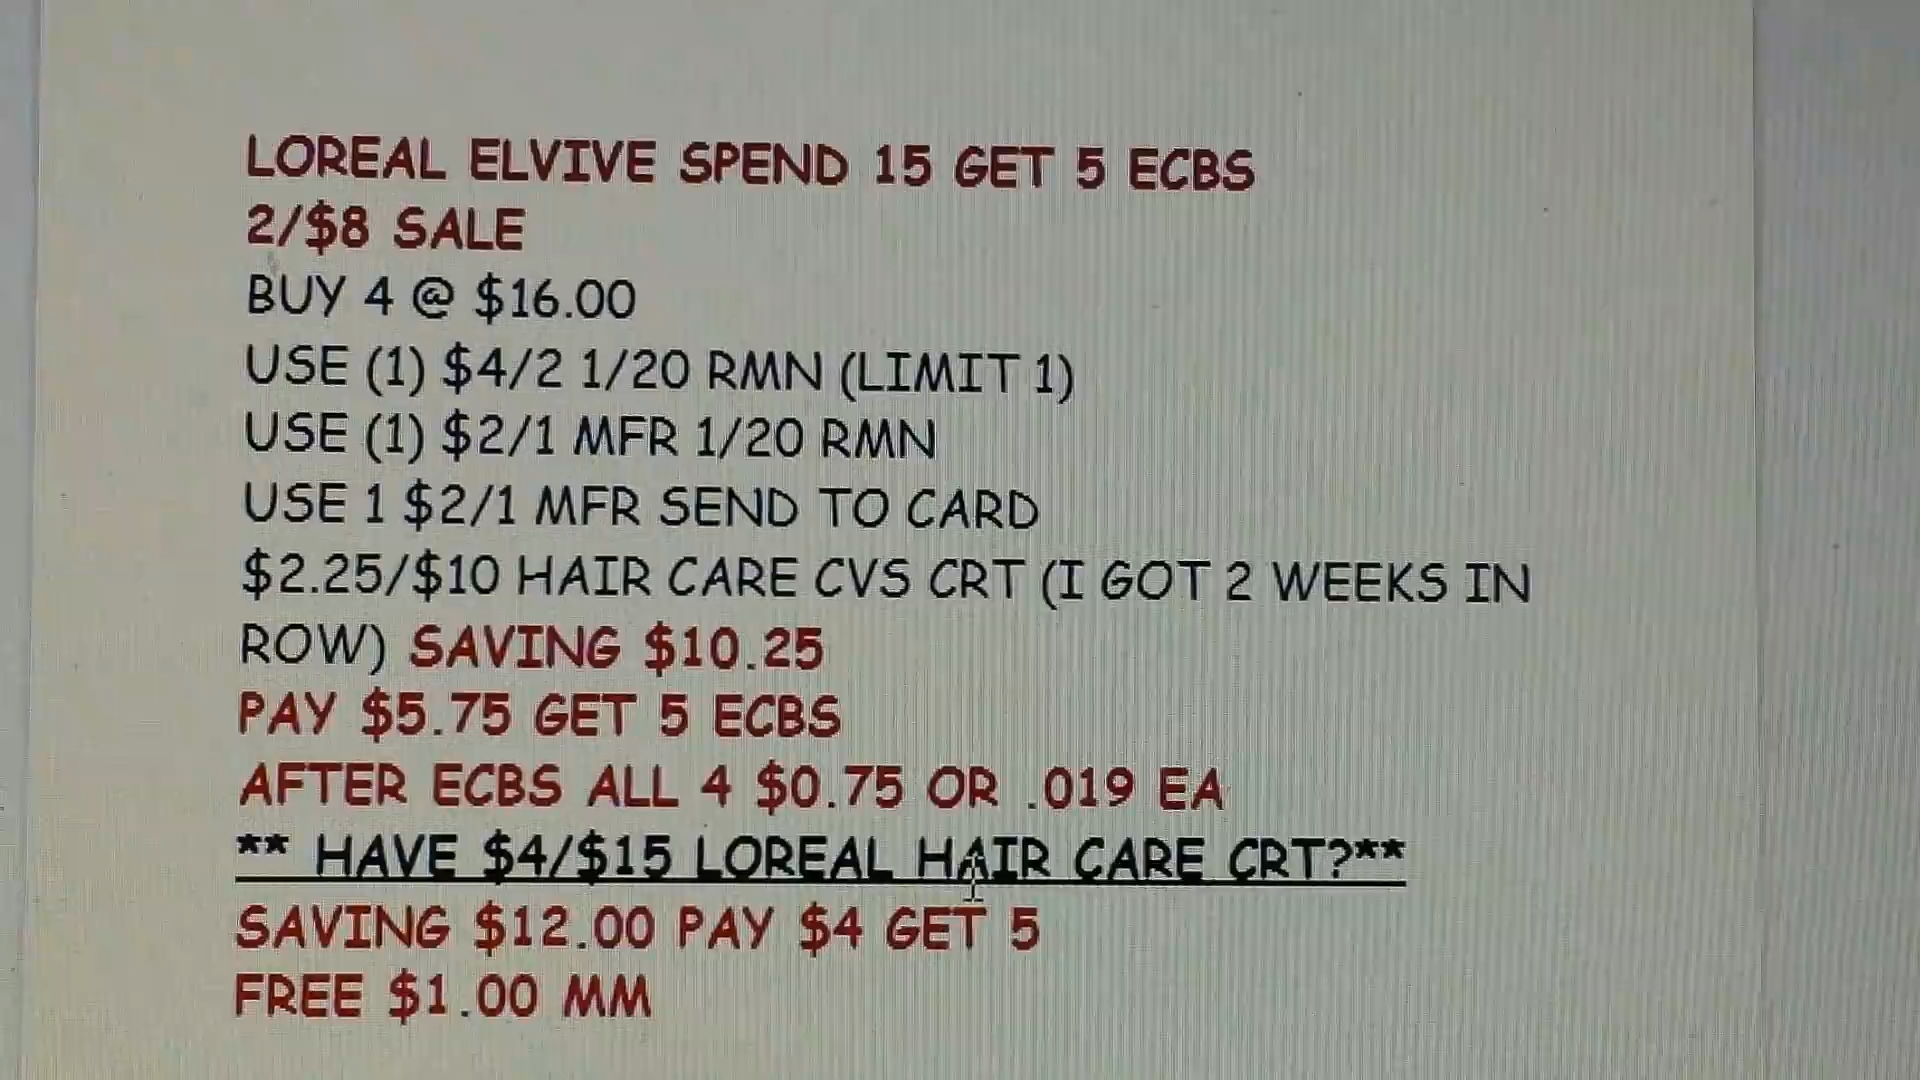 LOREAL ELVIVE SPEND 15 GET 5 ECBS
2/$8 SALE
BUY 4 @ $16.00
USE (1) $4/2 1/20 RMN (LIMIT 1)
USE (1) $2/1 MFR 1/20 RMN
USE 1 $2/1 MFR SEND TO CARD
$2.25/$10 HAIR CARE CVS CRT (I GOT 2 WEEKS IN
ROW) SAVING $10.25
PAY $5.75 GET 5 ECBS
AFTER ECBS ALL 4 $0.75 OR .019 EA
** HAVE $4/$15 LOREAL HAIR CARE CRT?**
SAVING $12.00 PAY $4 GET 5
FREE $1.00 MM